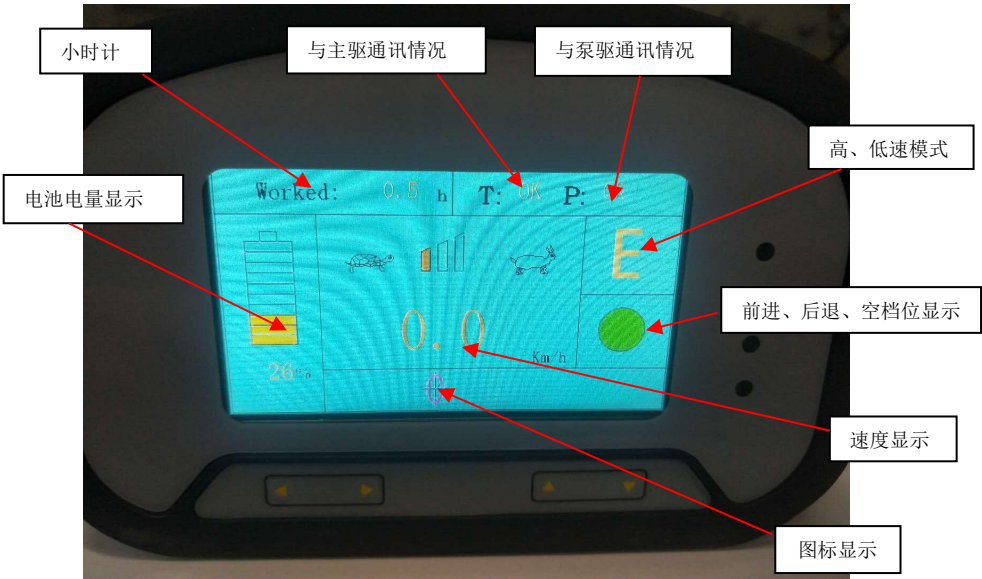 小时计
与主驱通讯情况
与泵驱通讯情况
高、低速模式
电池电量显示
Worked: 0.5 h
T: OK P:
E
前进、后退、空档位显示
0.0
Km/h
26%
速度显示
图标显示